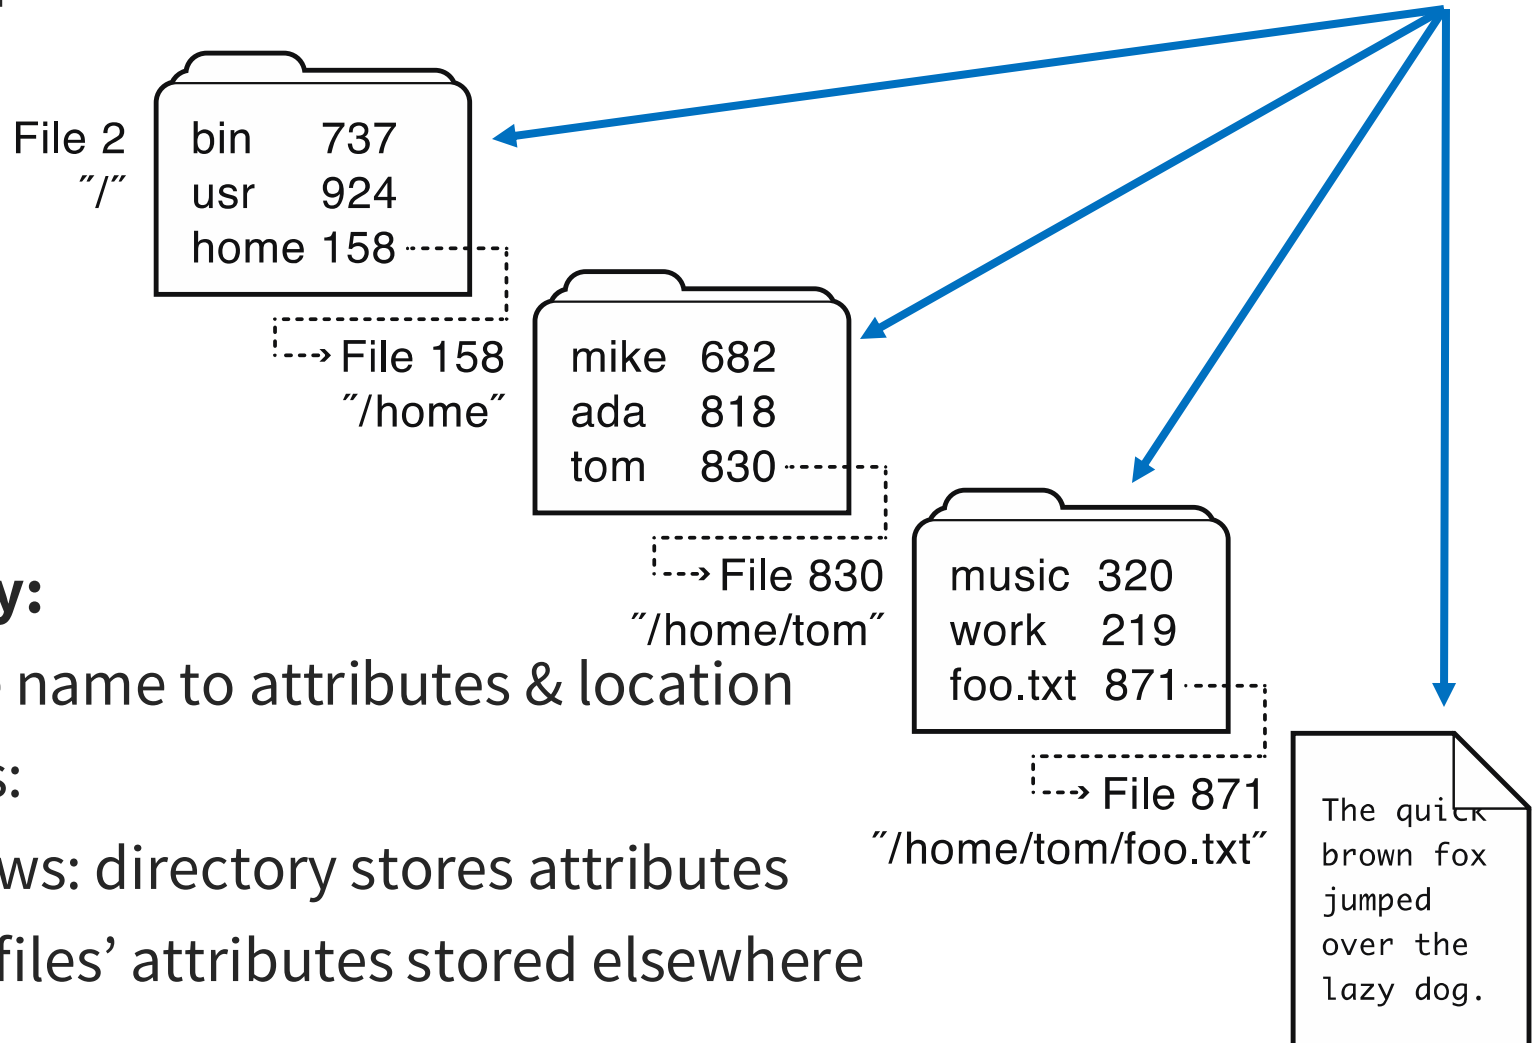 File 2
"/"
bin 737
usr 924
home 158
File 158
"/home"
mike 682
ada 818
tom 830
File 830
"/home/tom"
music 320
work 219
foo.txt 871
File 871
"/home/tom/foo.txt"
The quick
brown fox
jumped
over the
lazy dog.
y:
name to attributes & location
s:
ws: directory stores attributes
files’ attributes stored elsewhere